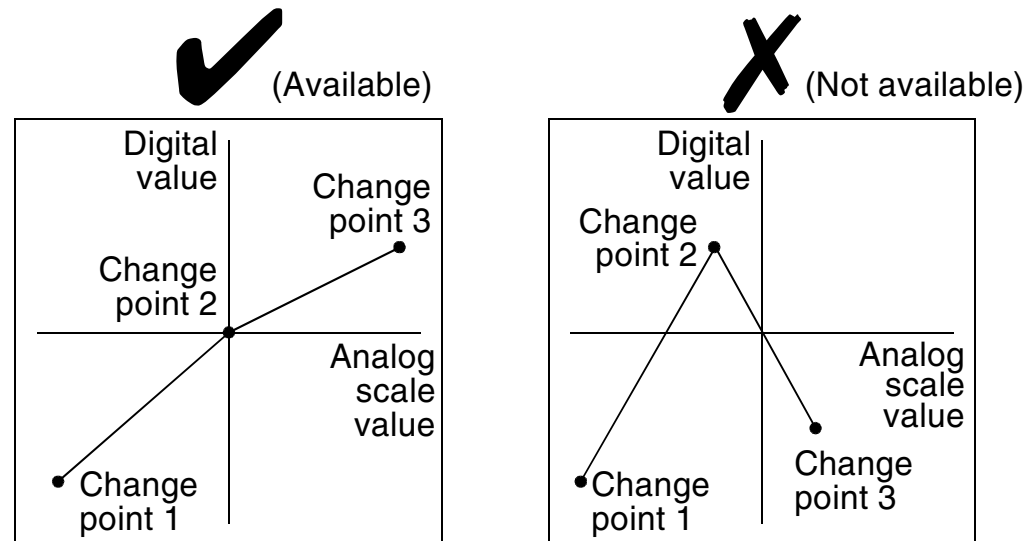 (Available)
Digital
value
Change
point 3
Change
point 2
Analog
scale
value
Change
point 1
(Not available)
Digital
value
Change
point 2
Analog
scale
value
Change
point 3
Change
point 1